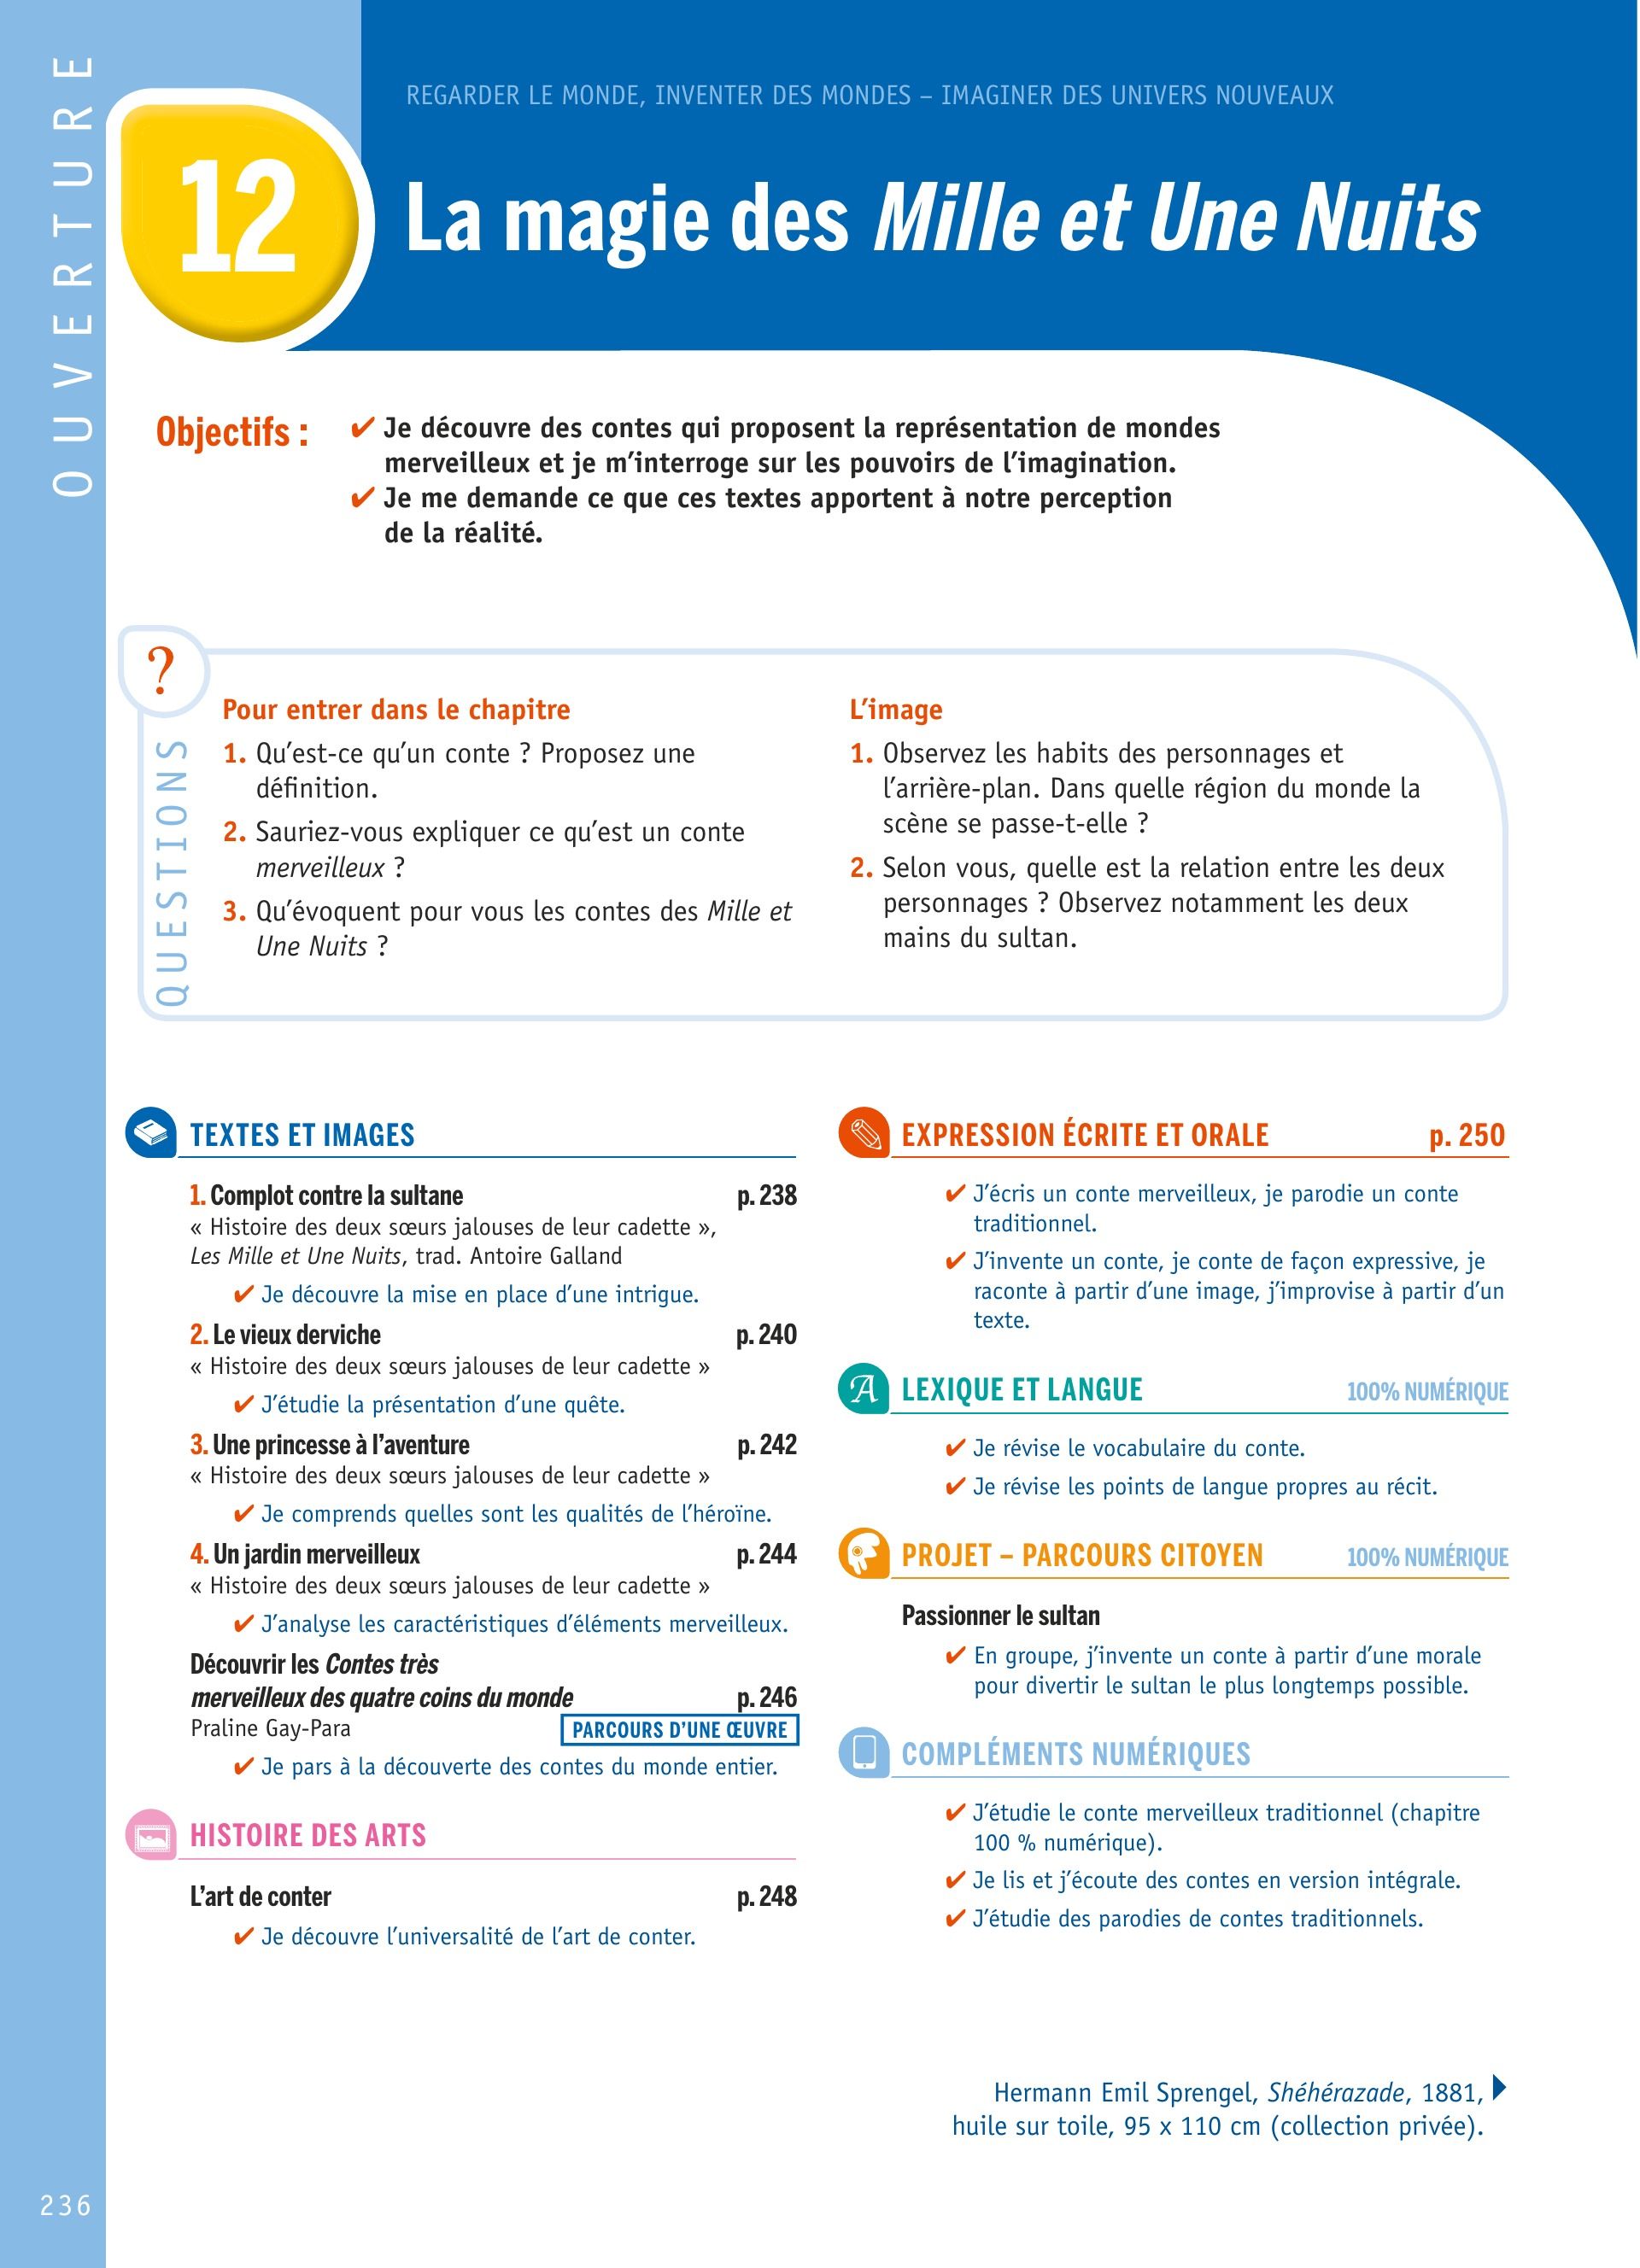 OUVERTURE
REGARDER LE MONDE, INVENTER DES MONDES – IMAGINER DES UNIVERS NOUVEAUX
12
La magie des Mille et Une Nuits
Objectifs :
✔ Je découvre des contes qui proposent la représentation de mondes
merveilleux et je m’interroge sur les pouvoirs de l’imagination.
✔ Je me demande ce que ces textes apportent à notre perception
de la réalité.
?
QUESTIONS
Pour entrer dans le chapitre
1. Qu’est-ce qu’un conte ? Proposez une
définition.
2. Sauriez-vous expliquer ce qu’est un conte
merveilleux ?
3. Qu’évoquent pour vous les contes des Mille et
Une Nuits ?
L’image
1. Observez les habits des personnages et
l’arrière-plan. Dans quelle région du monde la
scène se passe-t-elle ?
2. Selon vous, quelle est la relation entre les deux
personnages ? Observez notamment les deux
mains du sultan.
TEXTES ET IMAGES
1. Complot contre la sultane p. 238
« Histoire des deux sœurs jalouses de leur cadette »,
Les Mille et Une Nuits, trad. Antoire Galland
✔ Je découvre la mise en place d’une intrigue.
2. Le vieux derviche p. 240
« Histoire des deux sœurs jalouses de leur cadette »
✔ J’étudie la présentation d’une quête.
3. Une princesse à l’aventure p. 242
« Histoire des deux sœurs jalouses de leur cadette »
✔ Je comprends quelles sont les qualités de l’héroïne.
4. Un jardin merveilleux p. 244
« Histoire des deux sœurs jalouses de leur cadette »
✔ J’analyse les caractéristiques d’éléments merveilleux.
Découvrir les Contes très
merveilleux des quatre coins du monde p. 246
Praline Gay-Para PARCOURS D’UNE ŒUVRE
✔ Je pars à la découverte des contes du monde entier.
HISTOIRE DES ARTS
L’art de conter p. 248
✔ Je découvre l’universalité de l’art de conter.
EXPRESSION ÉCRITE ET ORALE p. 250
✔ J’écris un conte merveilleux, je parodie un conte
traditionnel.
✔ J’invente un conte, je conte de façon expressive, je
raconte à partir d’une image, j’improvise à partir d’un
texte.
A LEXIQUE ET LANGUE 100% NUMÉRIQUE
✔ Je révise le vocabulaire du conte.
✔ Je révise les points de langue propres au récit.
PROJET – PARCOURS CITOYEN 100% NUMÉRIQUE
Passionner le sultan
✔ En groupe, j’invente un conte à partir d’une morale
pour divertir le sultan le plus longtemps possible.
COMPLÉMENTS NUMÉRIQUES
✔ J’étudie le conte merveilleux traditionnel (chapitre
100 % numérique).
✔ Je lis et j’écoute des contes en version intégrale.
✔ J’étudie des parodies de contes traditionnels.
Hermann Emil Sprengel, Shéhérazade, 1881,
huile sur toile, 95 x 110 cm (collection privée).
236